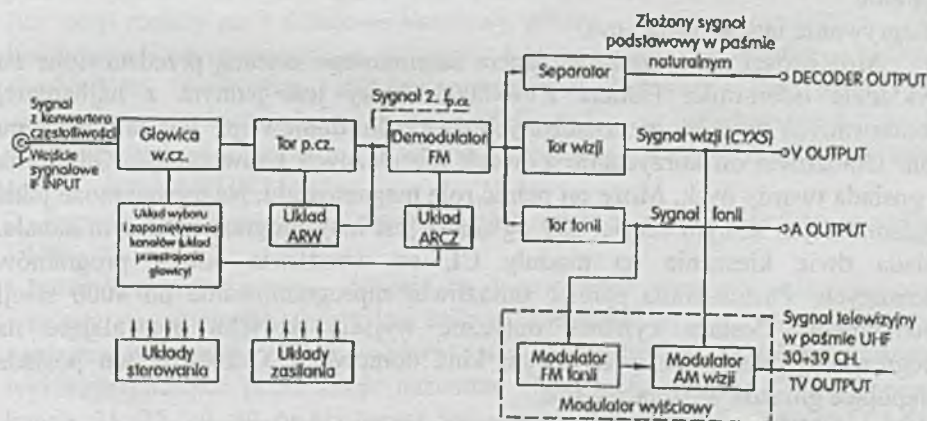 Złożony sygnał
podstawowy w paśmie
naturalnym
Separator
DECODER OUTPUT
Sygnał 2. fp.cz.
Sygnał
z konwertera
częstotliwości
Wejście
sygnałowe
IF INPUT
Głowica
w.cz.
Tor p.cz.
Demodulator
FM
Tor wizji
Sygnał wizji (CYXS)
V OUTPUT
Układ wyboru
i zapamiętywania
kanałów (układ
przestrajania
głowicy)
Układ
ARW
Układ
ARCZ
Tor fonii
Sygnał fonii
A OUTPUT
Układy
sterowania
Układy
zasilania
Modulator
FM fonii
Modulator
AM wizji
Modulator wyjściowy
Sygnał telewizyjny
w paśmie UHF
30÷39 CH.
TV OUTPUT